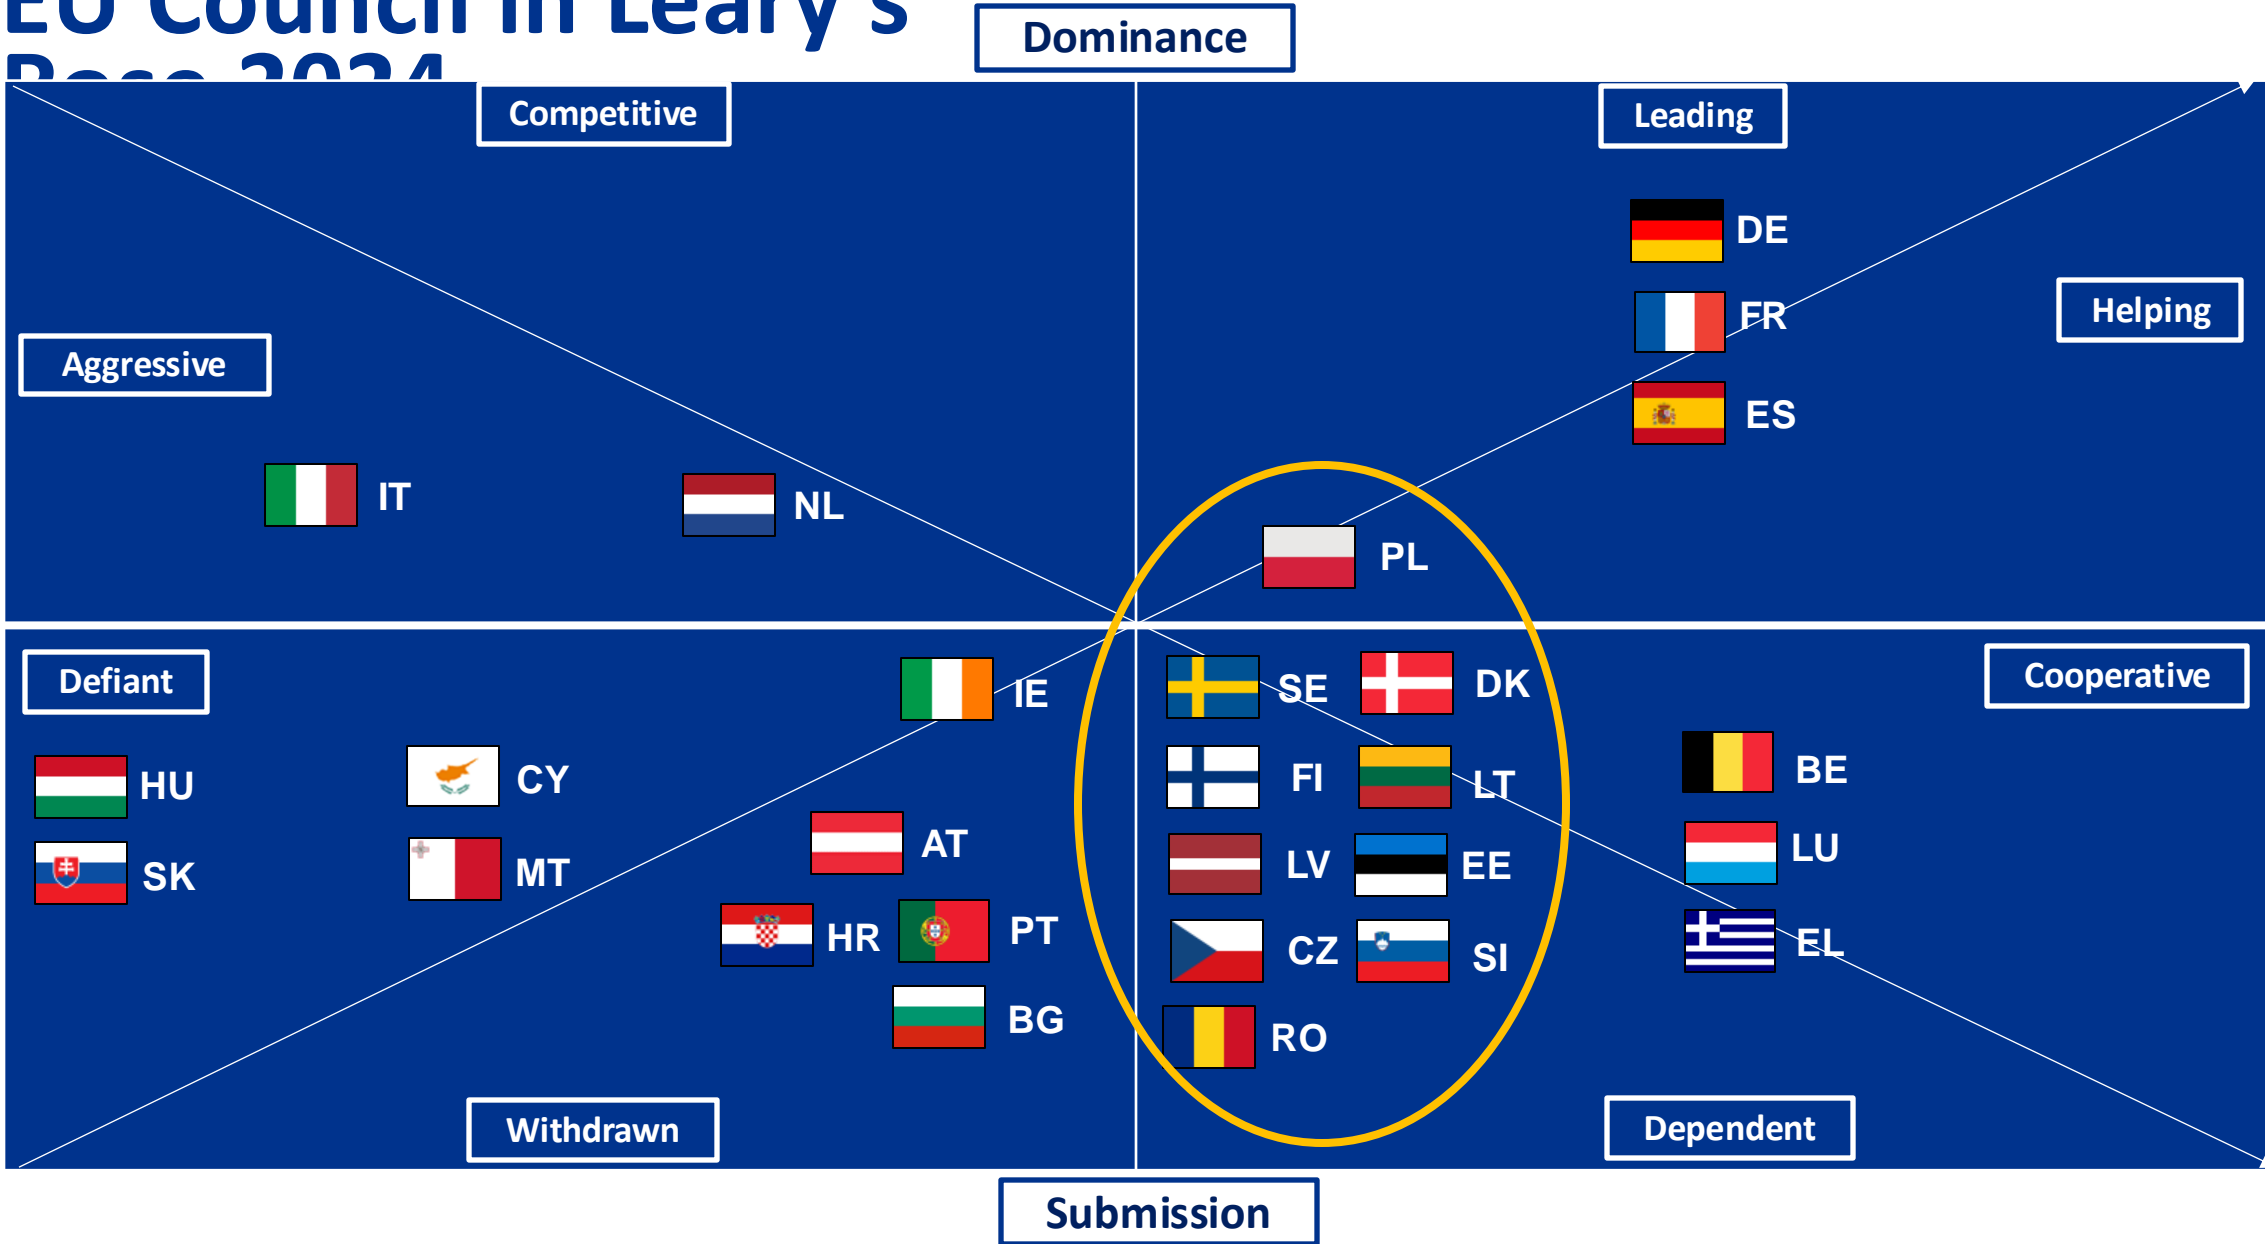 EU Council in Leary's
Rose 2024
Dominance
Competitive
Leading
DE
Helping
FR
Aggressive
ES
IT
NL
PL
Defiant
Cooperative
IE
SE
DK
HU
CY
FI
LT
BE
SK
MT
AT
LV
EE
LU
HR
PT
CZ
SI
EL
BG
RO
Withdrawn
Dependent
Submission